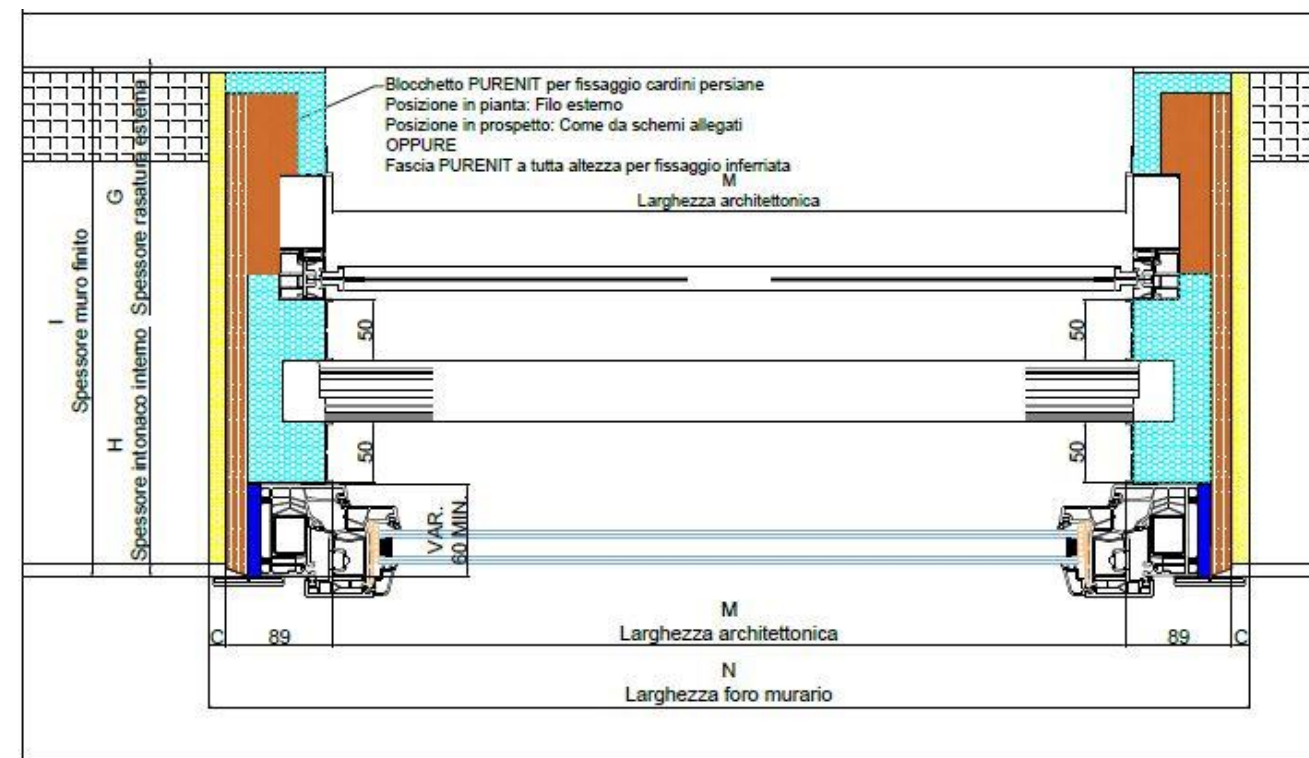 Blocchetto PURENIT per fissaggio cardini persiane
Posizione in pianta: Filo esterno
Posizione in prospetto: Come da schemi allegati
OPPURE
Fascia PURENIT a tutta altezza per fissaggio inferriata
M
Larghezza architettonica
I
Spessore muro finito
G
Spessore rasatura esterna
H
Spessore intonaco interno
50
50
50
50
VAR.
60 MIN.
C
89
M
Larghezza architettonica
89
C
N
Larghezza foro murario